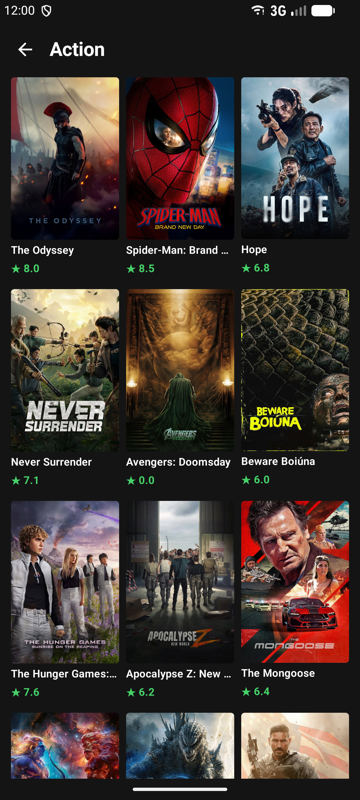 12:00
3G
Action
THE ODYSSEY
SPIDER-MAN
BRAND NEW DAY
HOPE
The Odyssey
Spider-Man: Brand ...
Hope
★ 8.0
★ 8.5
★ 6.8
NEVER
SURRENDER
AVENGERS
DOOMSDAY
BEWARE
BOIÚNA
Never Surrender
Avengers: Doomsday
Beware Boiúna
★ 7.1
★ 0.0
★ 6.0
THE HUNGER GAMES
SUNRISE ON THE REAPING
APOCALYPSE Z
NEW WORLD
MONGOOSE
The Hunger Games:...
Apocalypse Z: New ...
The Mongoose
★ 7.6
★ 6.2
★ 6.4